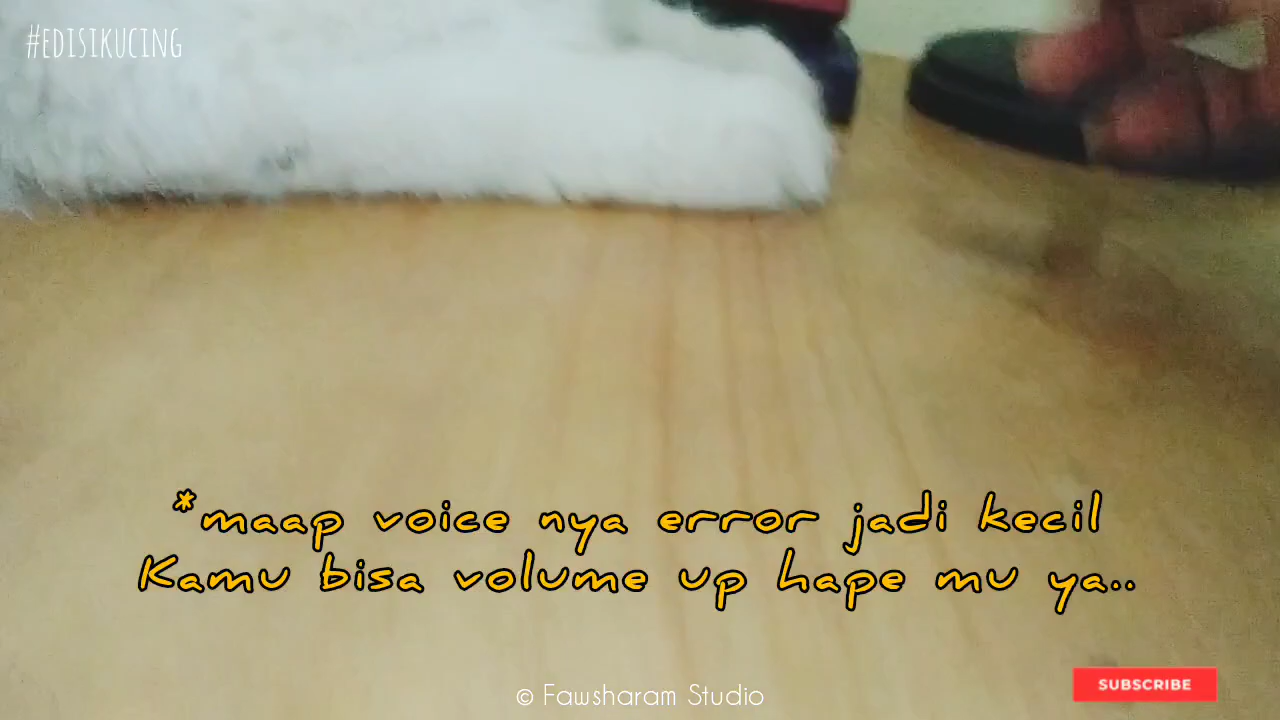 #EDISIKUCING
*maap voice nya error jadi kecil
Kamu bisa volume up hape mu ya..
SUBSCRIBE
© Fawsharam Studio